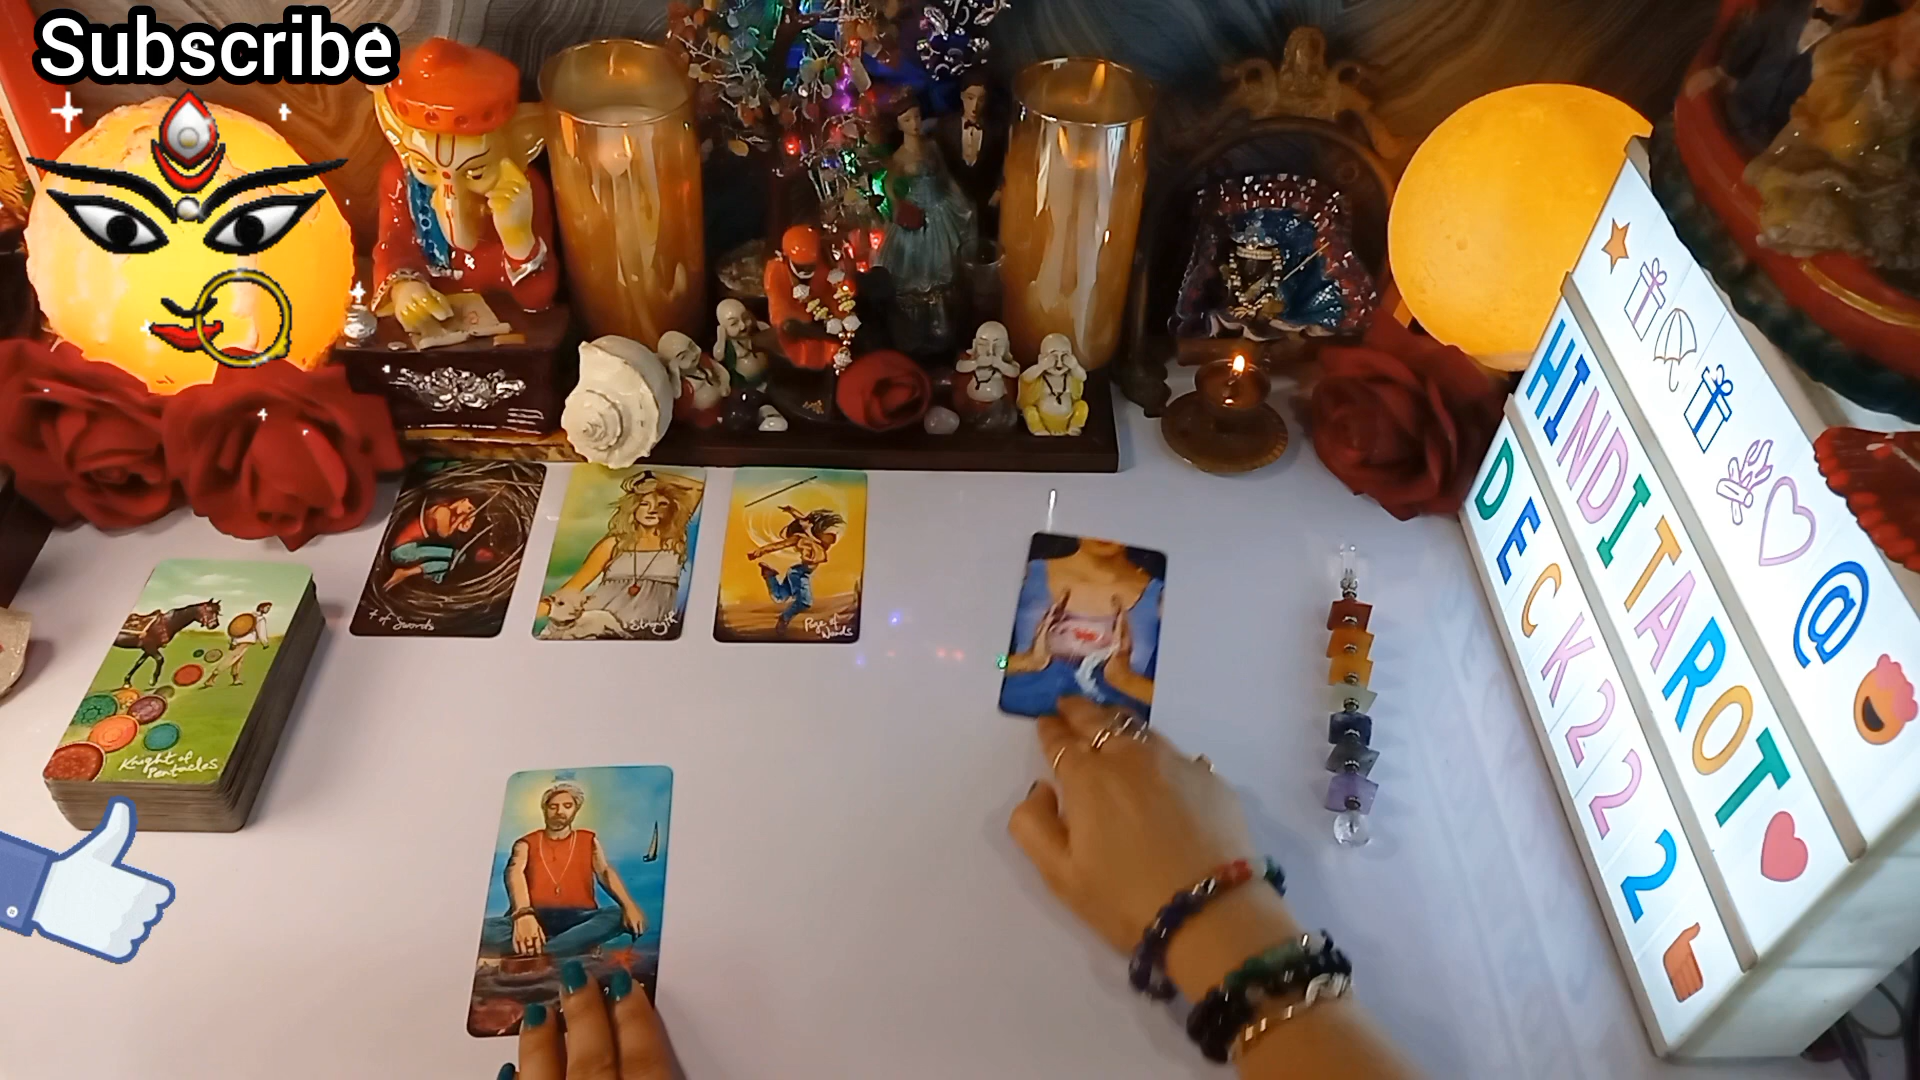 Subscribe
HINDITAROT
DECK222
@
7 of Swords
Strength
Page of
Wands
Knight of
Pentacles